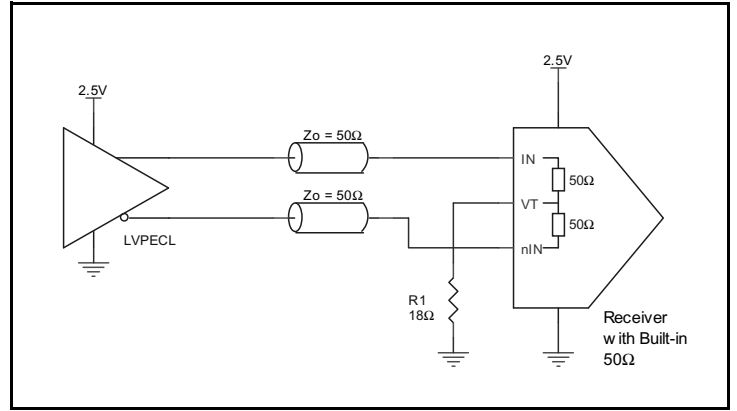 2.5V
2.5V
Zo = 50Ω
IN
50Ω
Zo = 50Ω
VT
50Ω
nIN
LVPECL
R1
18Ω
Receiver
with Built-in
50Ω